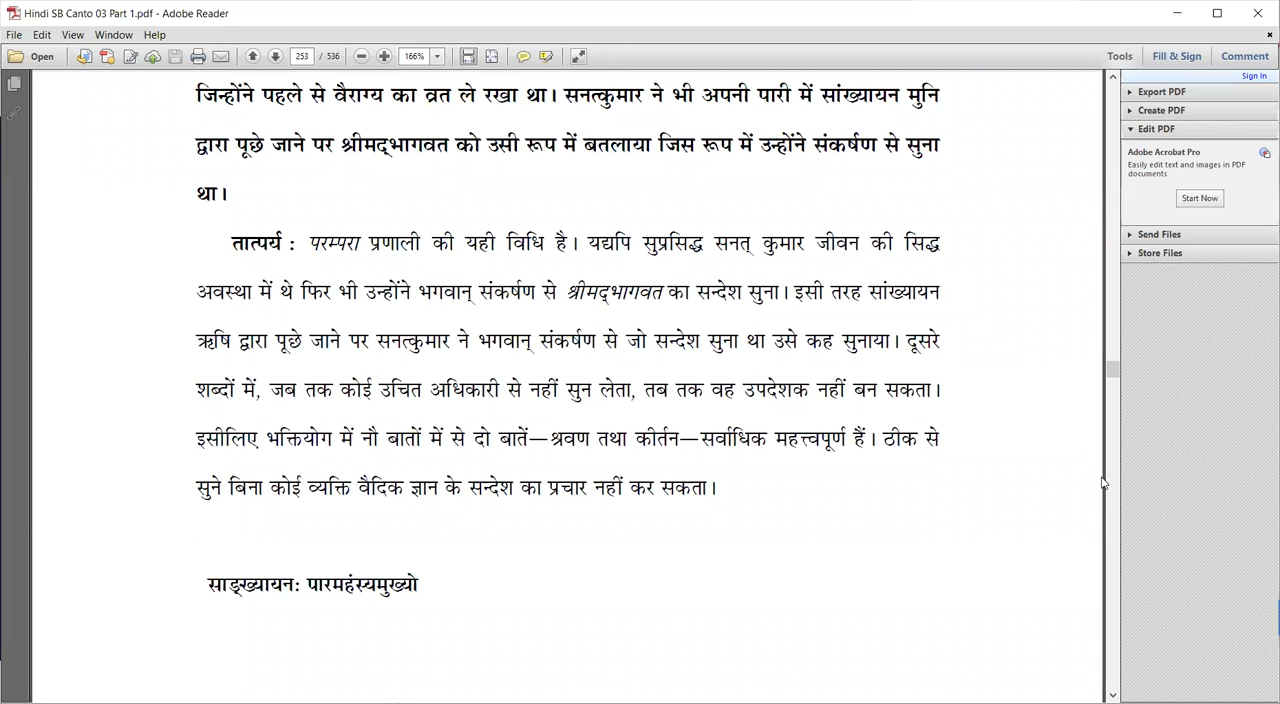 Hindi SB Canto 03 Part 1.pdf - Adobe Reader
File Edit View Window Help
Open 253 / 536 166% Tools Fill & Sign Comment
Sign In
Export PDF
Create PDF
Edit PDF
Adobe Acrobat Pro
Easily edit text and images in PDF
documents
Start Now
Send Files
Store Files
जिन्होंने पहले से वैराग्य का व्रत ले रखा था। सनत्कुमार ने भी अपनी पारी में सांख्यायन मुनि
द्वारा पूछे जाने पर श्रीमद्भागवत को उसी रूप में बतलाया जिस रूप में उन्होंने संकर्षण से सुना
था।
तात्पर्य : परम्परा प्रणाली की यही विधि है। यद्यपि सुप्रसिद्ध सनत् कुमार जीवन की सिद्ध
अवस्था में थे फिर भी उन्होंने भगवान् संकर्षण से श्रीमद्भागवत का सन्देश सुना। इसी तरह सांख्यायन
ऋषि द्वारा पूछे जाने पर सनत्कुमार ने भगवान् संकर्षण से जो सन्देश सुना था उसे कह सुनाया। दूसरे
शब्दों में, जब तक कोई उचित अधिकारी से नहीं सुन लेता, तब तक वह उपदेशक नहीं बन सकता।
इसीलिए भक्तियोग में नौ बातों में से दो बातें—श्रवण तथा कीर्तन—सर्वाधिक महत्त्वपूर्ण हैं। ठीक से
सुने बिना कोई व्यक्ति वैदिक ज्ञान के सन्देश का प्रचार नहीं कर सकता।
साङ्ख्यायनः पारमहंस्यमुख्यो